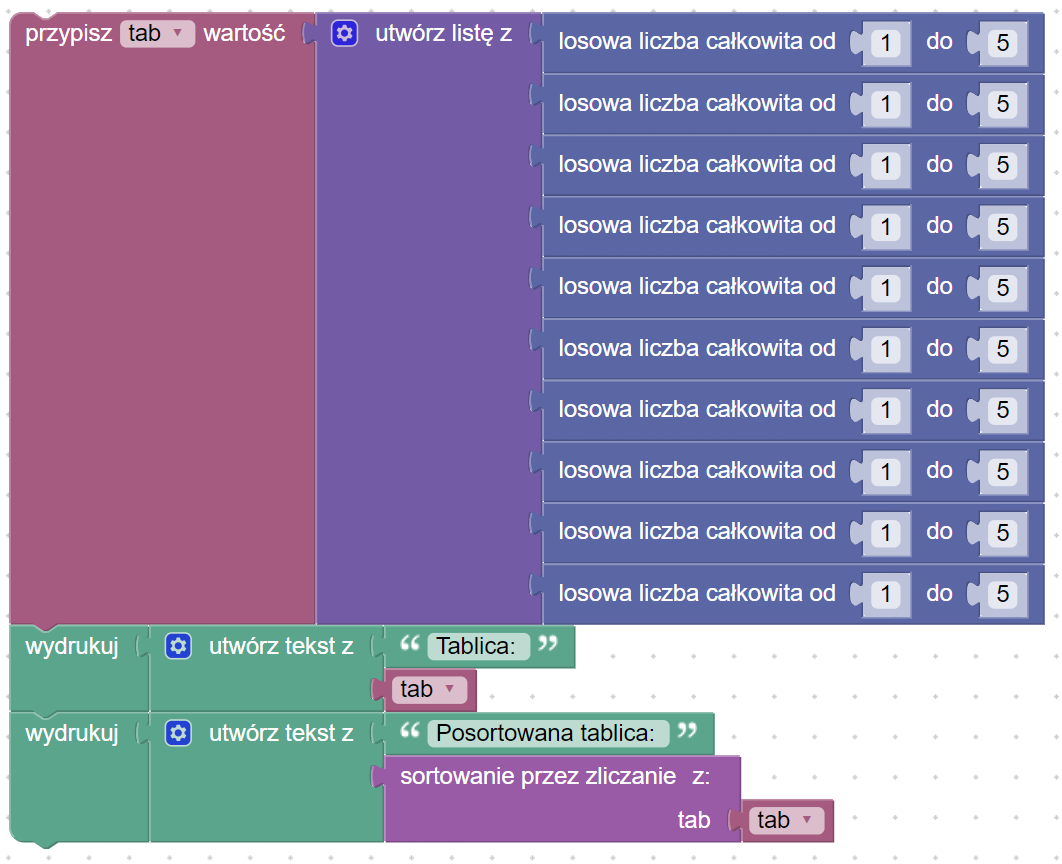 przypisz tab ▼ wartość utwórz listę z losowa liczba całkowita od 1 do 5
losowa liczba całkowita od 1 do 5
losowa liczba całkowita od 1 do 5
losowa liczba całkowita od 1 do 5
losowa liczba całkowita od 1 do 5
losowa liczba całkowita od 1 do 5
losowa liczba całkowita od 1 do 5
losowa liczba całkowita od 1 do 5
losowa liczba całkowita od 1 do 5
losowa liczba całkowita od 1 do 5
wydrukuj utwórz tekst z “ Tablica: ”
tab ▼
wydrukuj utwórz tekst z “ Posortowana tablica: ”
sortowanie przez zliczanie z:
tab tab ▼